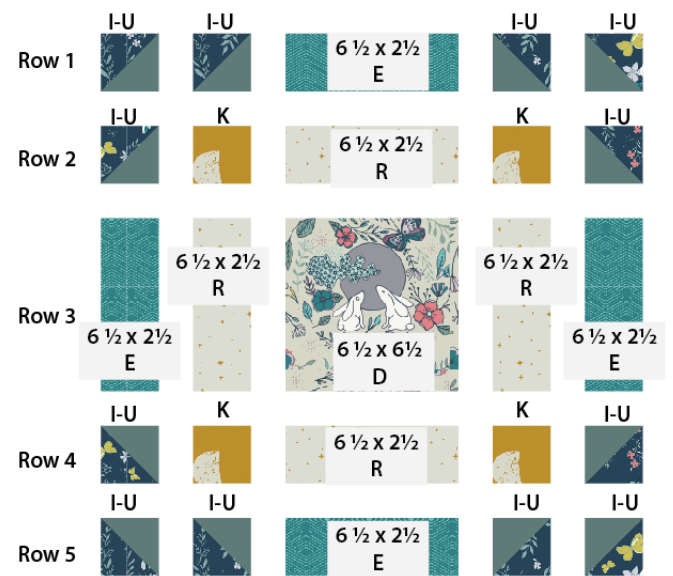 I-U I-U I-U I-U
Row 1
6 ½ x 2½
E
I-U K K I-U
Row 2
6 ½ x 2½
R
Row 3
6 ½ x 2½
E
6 ½ x 2½
R
6 ½ x 6½
D
6 ½ x 2½
R
6 ½ x 2½
E
I-U K K I-U
Row 4
6 ½ x 2½
R
I-U I-U I-U I-U
Row 5
6 ½ x 2½
E